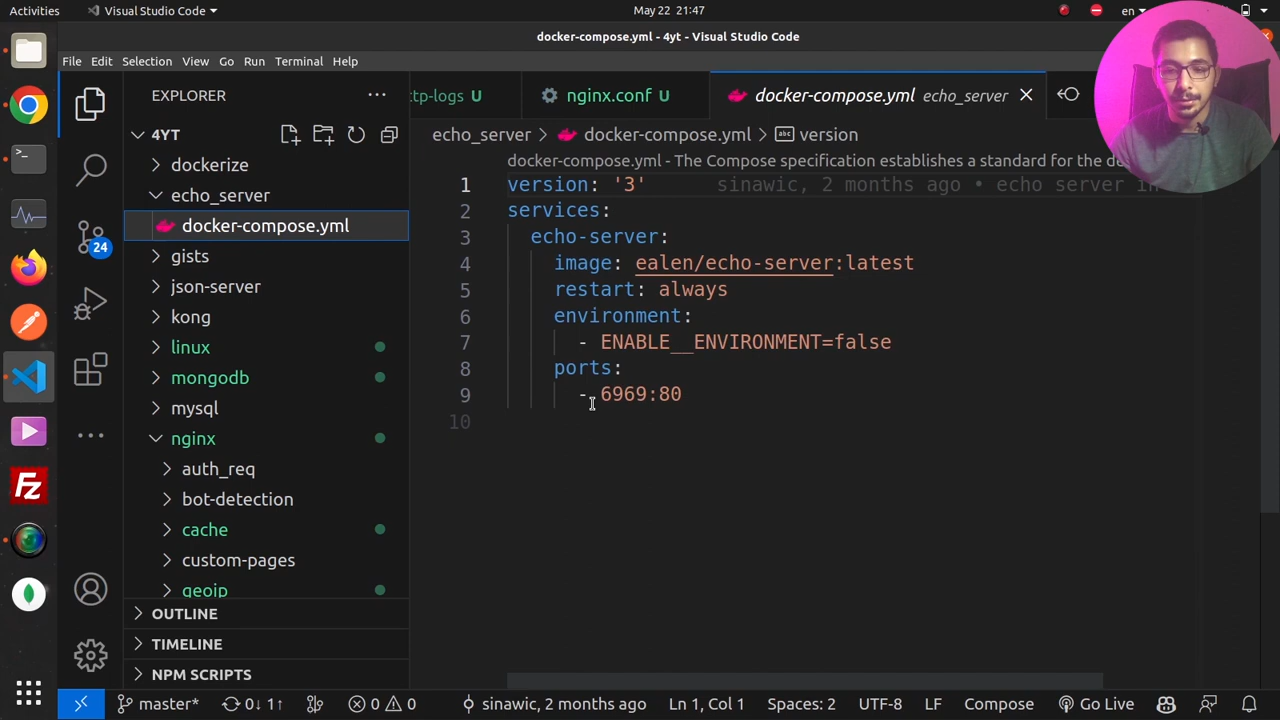 Activities
Visual Studio Code
May 22 21:47
en
docker-compose.yml - 4yt - Visual Studio Code
File Edit Selection View Go Run Terminal Help
EXPLORER
tp-logs U
nginx.conf U
docker-compose.yml echo_server
4YT
echo_server > docker-compose.yml > version
docker-compose.yml - The Compose specification establishes a standard for the de
dockerize
echo_server
docker-compose.yml
gists
json-server
kong
linux
mongodb
mysql
nginx
auth_req
bot-detection
cache
custom-pages
geoip
OUTLINE
TIMELINE
NPM SCRIPTS
24
1 version: '3' sinawic, 2 months ago • echo server in
2 services:
3 echo-server:
4 image: ealen/echo-server:latest
5 restart: always
6 environment:
7 - ENABLE__ENVIRONMENT=false
8 ports:
9 - 6969:80
10
master* 0↓ 1↑ 0 0 sinawic, 2 months ago Ln 1, Col 1 Spaces: 2 UTF-8 LF Compose Go Live